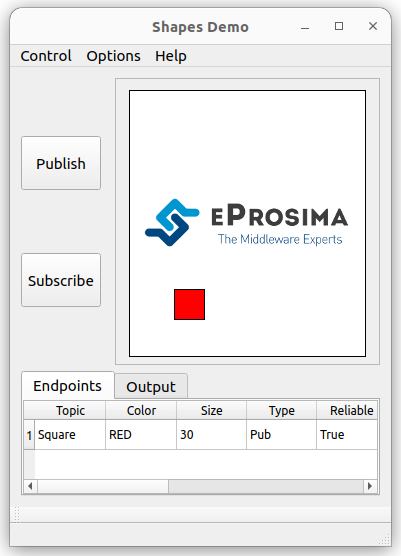 Shapes Demo
Control Options Help
Publish
EPROSIMA
The Middleware Experts
Subscribe
Endpoints Output
Topic Color Size Type Reliable
1 Square RED 30 Pub True